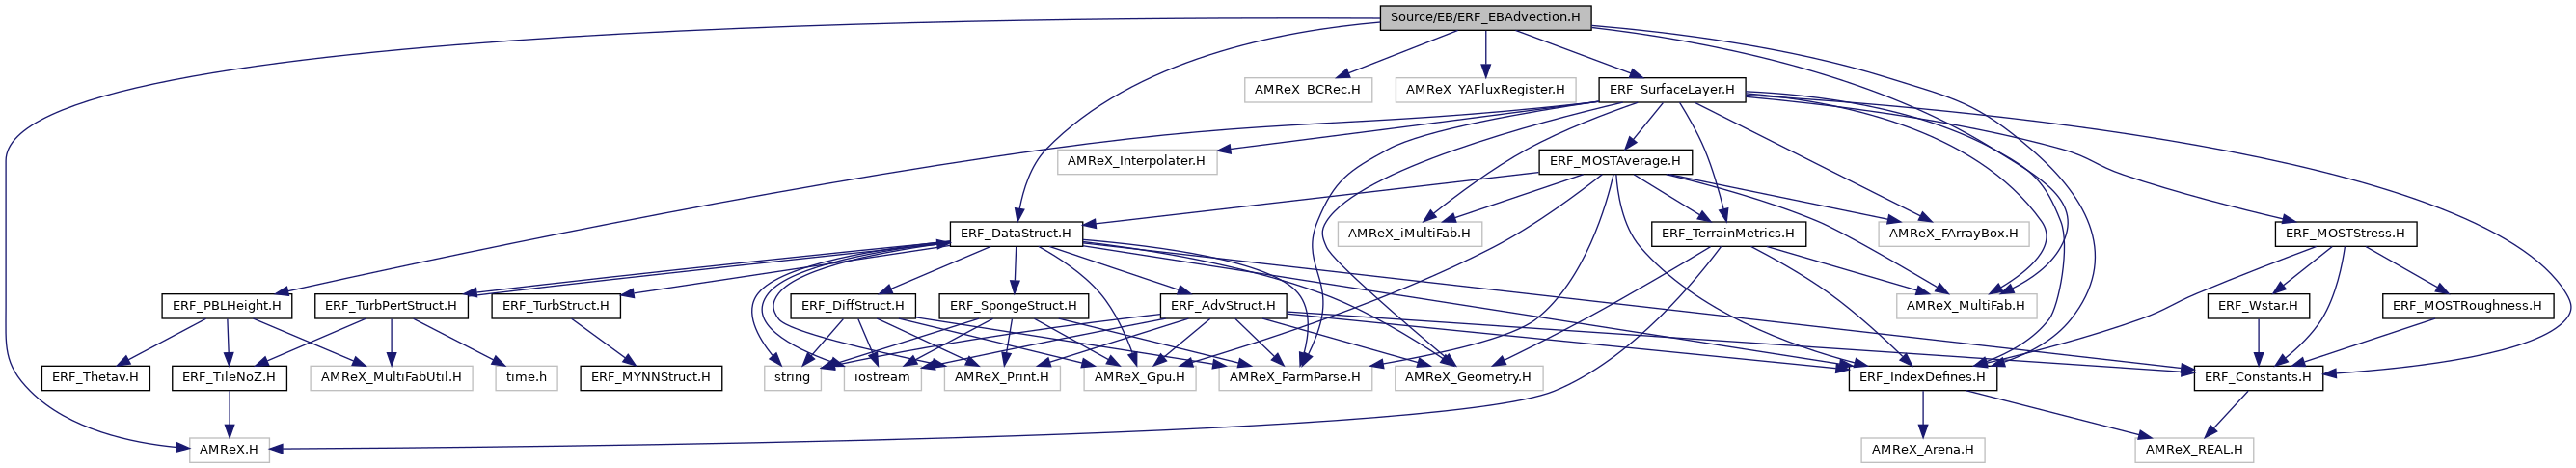 Source/EB/ERF_EBAdvection.H
AMReX_BCRec.H
AMReX_YAFluxRegister.H
ERF_SurfaceLayer.H
AMReX_Interpolater.H
ERF_MOSTAverage.H
ERF_DataStruct.H
AMReX_iMultiFab.H
ERF_TerrainMetrics.H
AMReX_FArrayBox.H
ERF_MOSTStress.H
ERF_PBLHeight.H
ERF_TurbPertStruct.H
ERF_TurbStruct.H
ERF_DiffStruct.H
ERF_SpongeStruct.H
ERF_AdvStruct.H
AMReX_MultiFab.H
ERF_Wstar.H
ERF_MOSTRoughness.H
ERF_Thetav.H
ERF_TileNoZ.H
AMReX_MultiFabUtil.H
time.h
ERF_MYNNStruct.H
string
iostream
AMReX_Print.H
AMReX_Gpu.H
AMReX_ParmParse.H
AMReX_Geometry.H
ERF_IndexDefines.H
ERF_Constants.H
AMReX.H
AMReX_Arena.H
AMReX_REAL.H